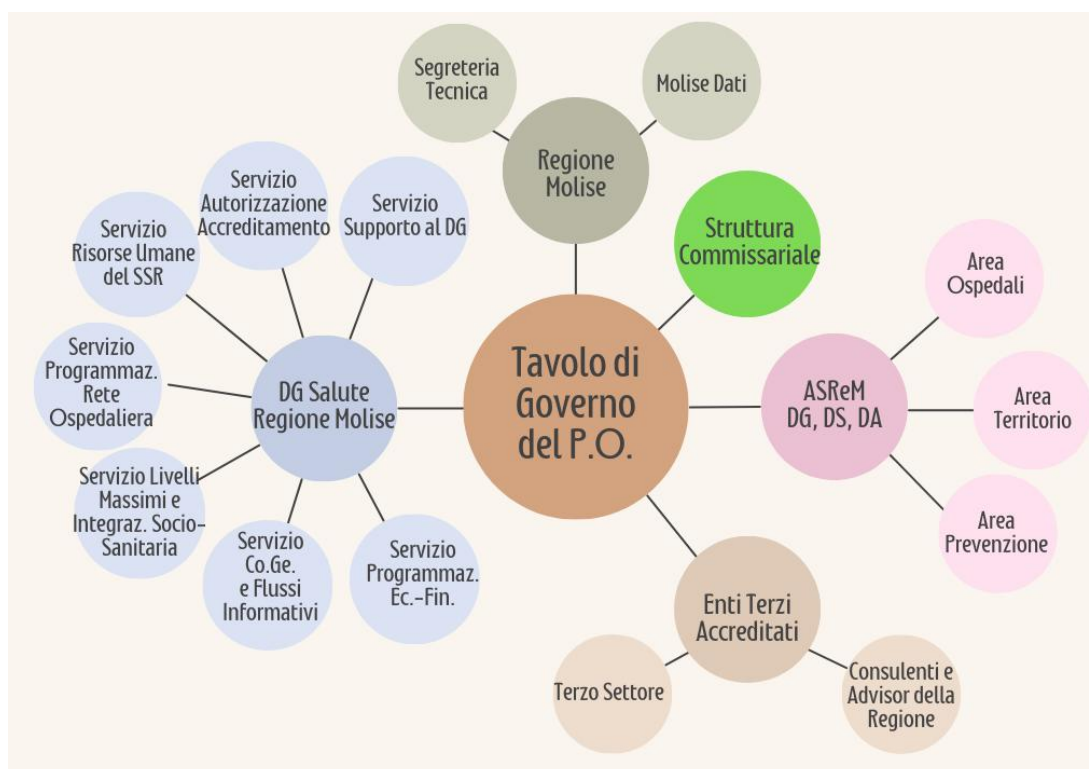 Segreteria
Tecnica
Molise Dati
Regione
Molise
Servizio
Autorizzazione
Accreditamento
Servizio
Supporto al DG
Servizio
Risorse Umane
del SSR
Struttura
Commissariale
Area
Ospedali
Servizio
Programmaz.
Rete
Ospedaliera
DG Salute
Regione Molise
Tavolo di
Governo
del P.O.
ASReM
DG, DS, DA
Area
Territorio
Servizio Livelli
Massimi e
Integraz. Socio-
Sanitaria
Servizio
Co.Ge.
e Flussi
Informativi
Servizio
Programmaz.
Ec.-Fin.
Area
Prevenzione
Enti Terzi
Accreditati
Terzo Settore
Consulenti e
Advisor della
Regione